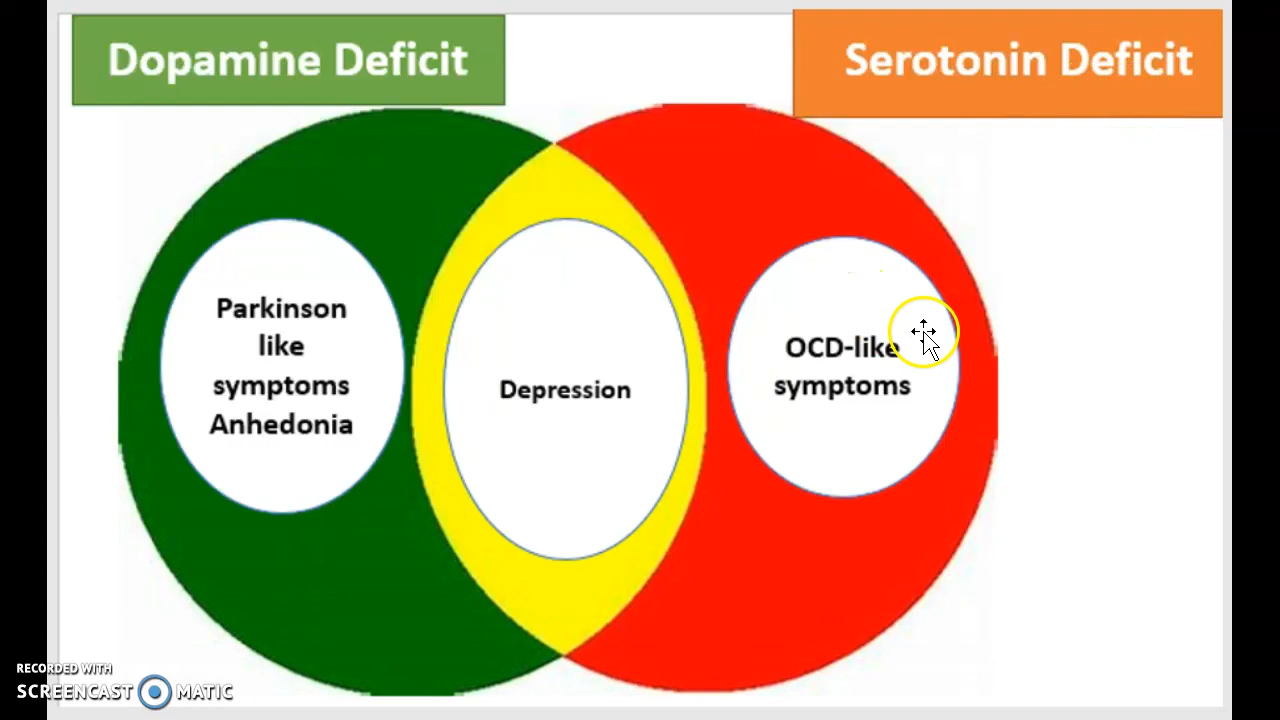 Dopamine Deficit
Serotonin Deficit
Parkinson
like
symptoms
Anhedonia
Depression
OCD-like
symptoms
RECORDED WITH
SCREENCAST MATIC